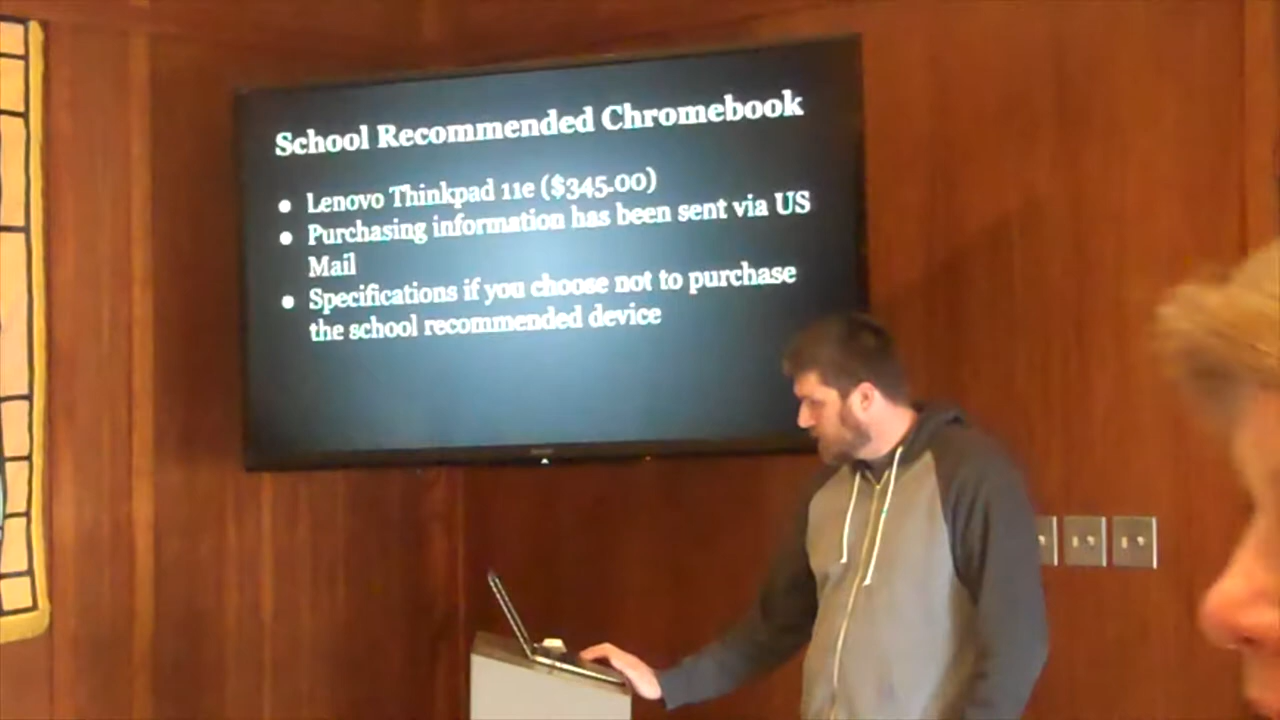 School Recommended Chromebook
● Lenovo Thinkpad 11e ($345.00)
● Purchasing information has been sent via US
Mail
● Specifications if you choose not to purchase
the school recommended device